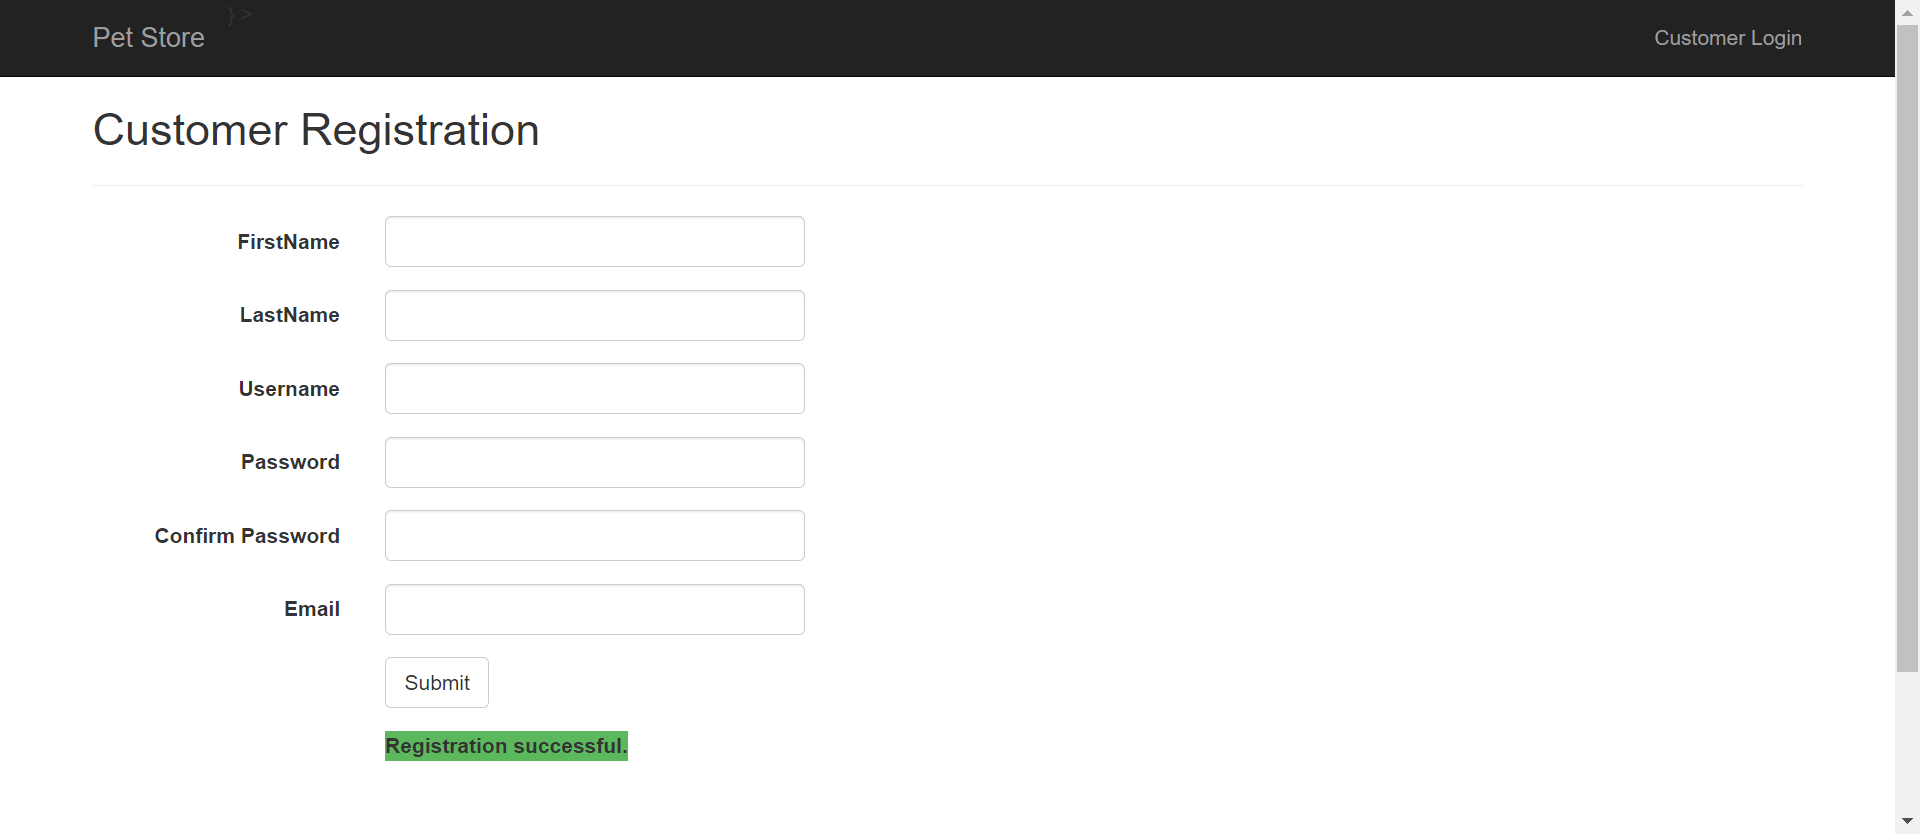 Pet Store
} >
Customer Login
Customer Registration
FirstName
LastName
Username
Password
Confirm Password
Email
Submit
Registration successful.